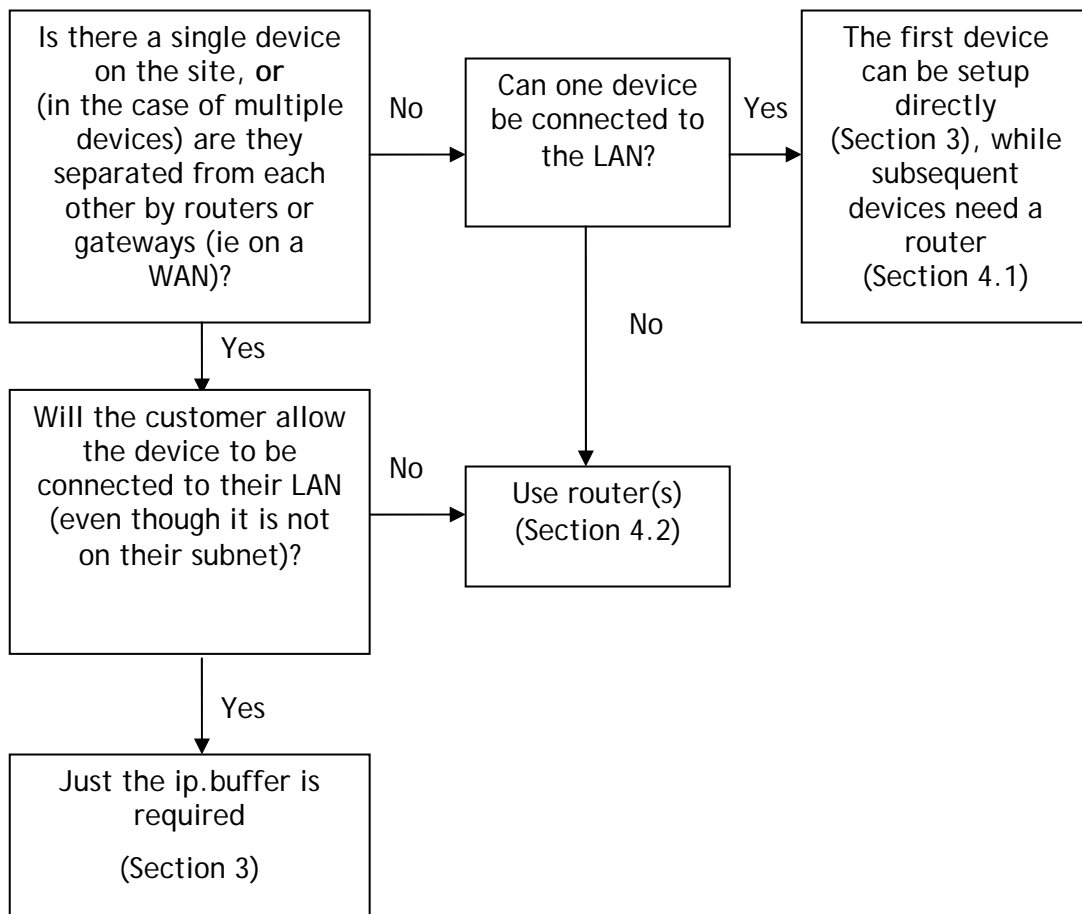 Is there a single device
on the site, or
(in the case of multiple
devices) are they
separated from each
other by routers or
gateways (ie on a
WAN)?
No
Can one device
be connected to
the LAN?
Yes
The first device
can be setup
directly
(Section 3), while
subsequent
devices need a
router
(Section 4.1)
No
Yes
Will the customer allow
the device to be
connected to their LAN
(even though it is not
on their subnet)?
No
Use router(s)
(Section 4.2)
Yes
Just the ip.buffer is
required
(Section 3)